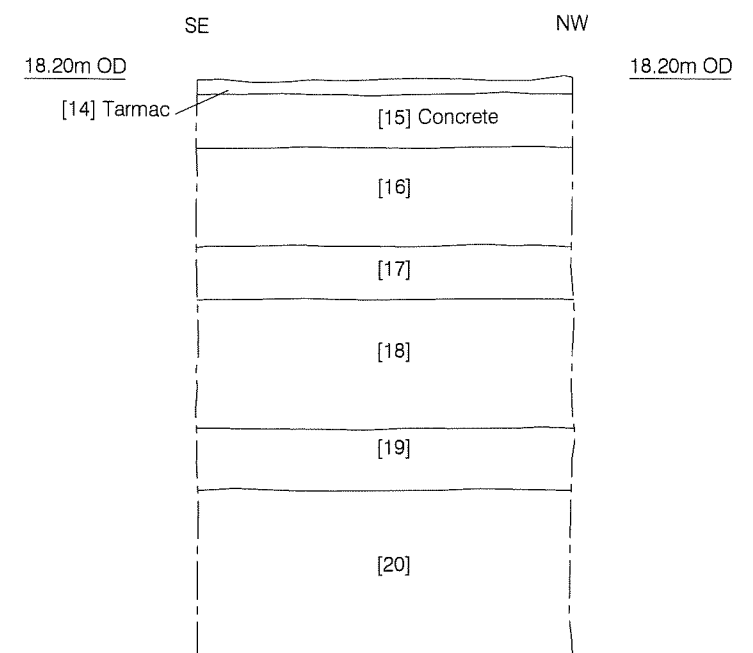 SE
NW
18.20m OD
18.20m OD
[14] Tarmac
[15] Concrete
[16]
[17]
[18]
[19]
[20]